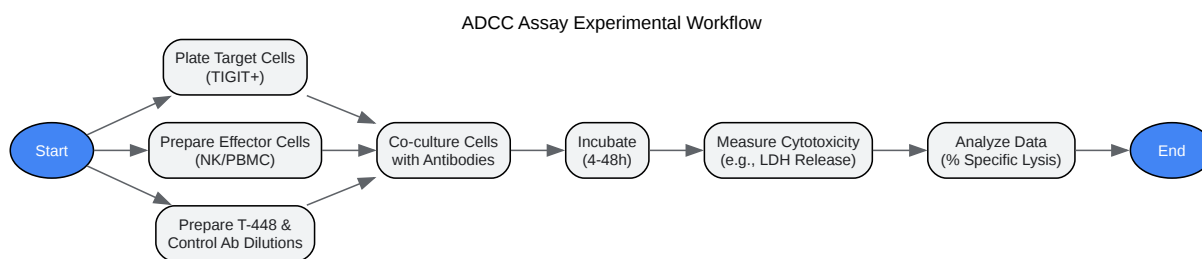 ADCC Assay Experimental Workflow
Plate Target Cells
(TIGIT+)
Start
Prepare Effector Cells
(NK/PBMC)
Prepare T-448 &
Control Ab Dilutions
Co-culture Cells
with Antibodies
Incubate
(4-48h)
Measure Cytotoxicity
(e.g., LDH Release)
Analyze Data
(% Specific Lysis)
End